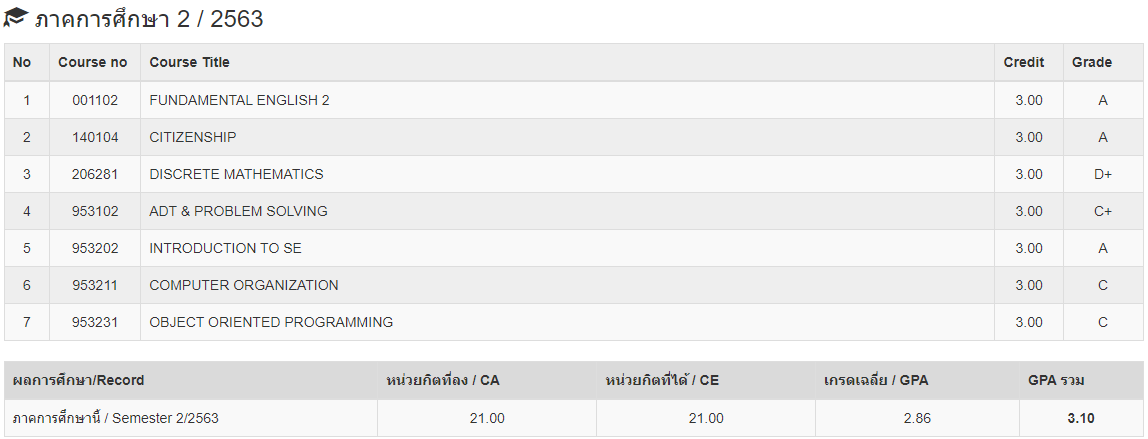 ภาคการศึกษา 2 / 2563
No Course no Course Title Credit Grade
1 001102 FUNDAMENTAL ENGLISH 2 3.00 A
2 140104 CITIZENSHIP 3.00 A
3 206281 DISCRETE MATHEMATICS 3.00 D+
4 953102 ADT & PROBLEM SOLVING 3.00 C+
5 953202 INTRODUCTION TO SE 3.00 A
6 953211 COMPUTER ORGANIZATION 3.00 C
7 953231 OBJECT ORIENTED PROGRAMMING 3.00 C
ผลการศึกษา/Record หน่วยกิตที่ลง / CA หน่วยกิตที่ได้ / CE เกรดเฉลี่ย / GPA GPA รวม
ภาคการศึกษานี้ / Semester 2/2563 21.00 21.00 2.86 3.10